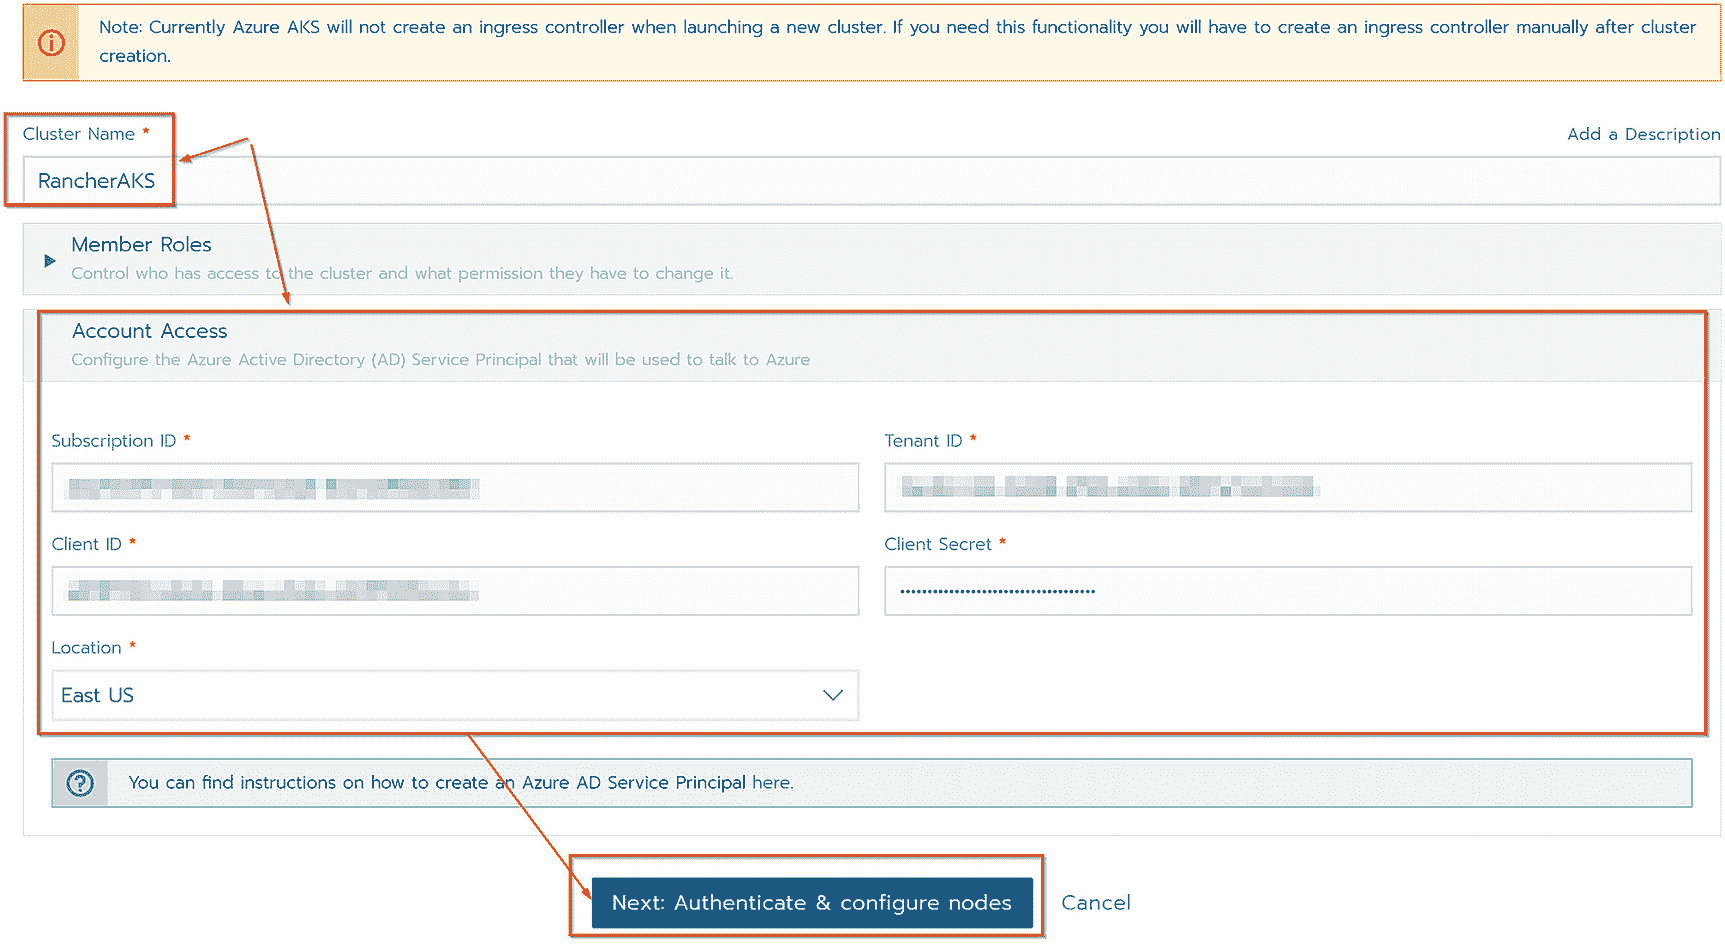 Note: Currently Azure AKS will not create an ingress controller when launching a new cluster. If you need this functionality you will have to create an ingress controller manually after cluster
creation.
Cluster Name *
Add a Description
RancherAKS
Member Roles
Control who has access to the cluster and what permission they have to change it.
Account Access
Configure the Azure Active Directory (AD) Service Principal that will be used to talk to Azure
Subscription ID *
Tenant ID *
Client ID *
Client Secret *
Location *
East US
You can find instructions on how to create an Azure AD Service Principal here.
Next: Authenticate & configure nodes
Cancel